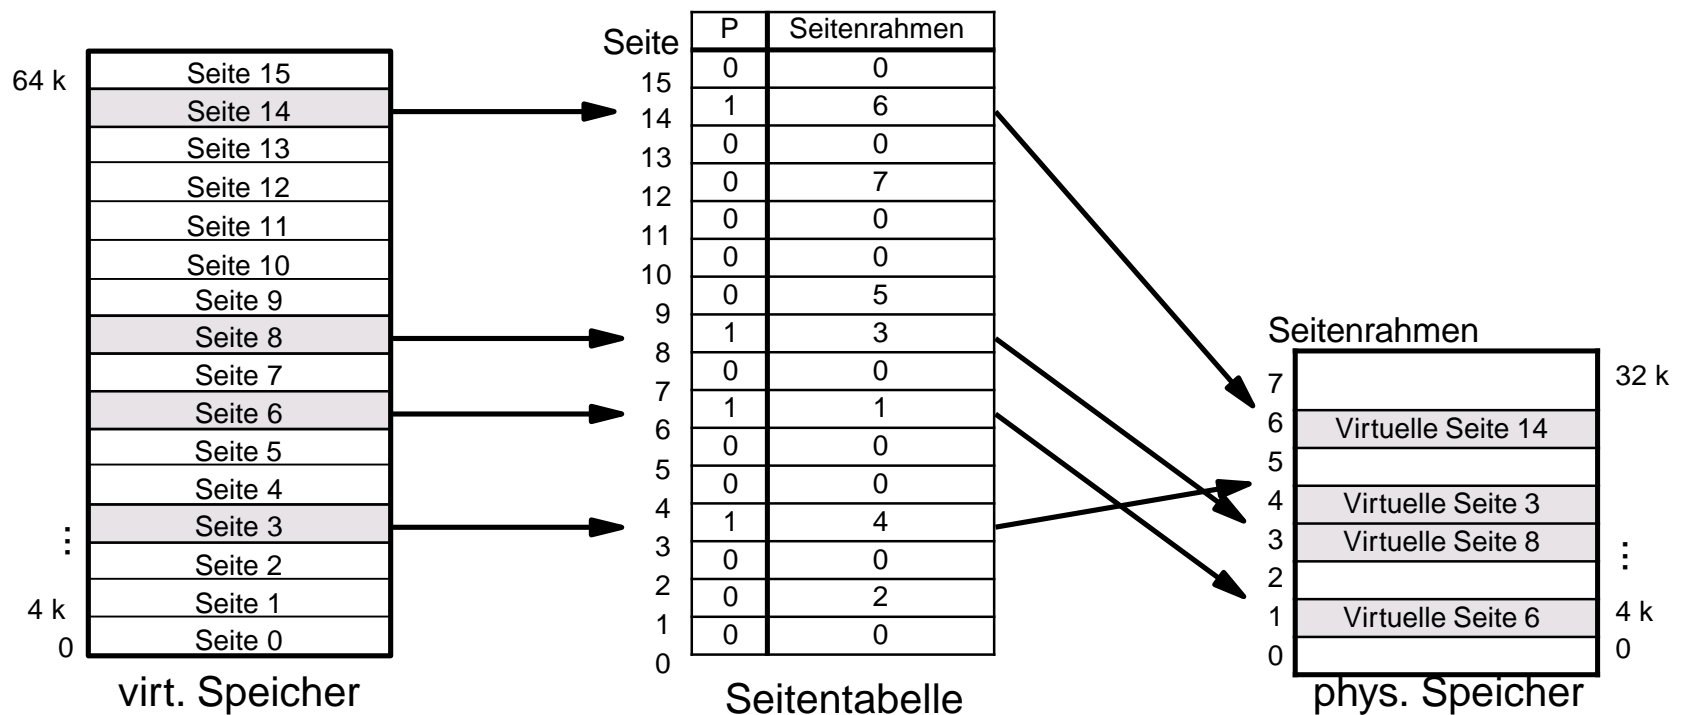 64 k
Seite 15
Seite 14
Seite 13
Seite 12
Seite 11
Seite 10
Seite 9
Seite 8
Seite 7
Seite 6
Seite 5
Seite 4
Seite 3
...
Seite 2
Seite 1
4 k
Seite 0
0
virt. Speicher
Seite P Seitenrahmen
15 0 0
14 1 6
13 0 0
12 0 7
11 0 0
10 0 0
9 0 5
8 1 3
7 0 0
6 1 1
5 0 0
4 0 0
3 1 4
2 0 0
1 0 2
0 0 0
Seitentabelle
Seitenrahmen
7 32 k
6 Virtuelle Seite 14
5
4 Virtuelle Seite 3
3 Virtuelle Seite 8
...
2
1 Virtuelle Seite 6 4 k
0 0
phys. Speicher